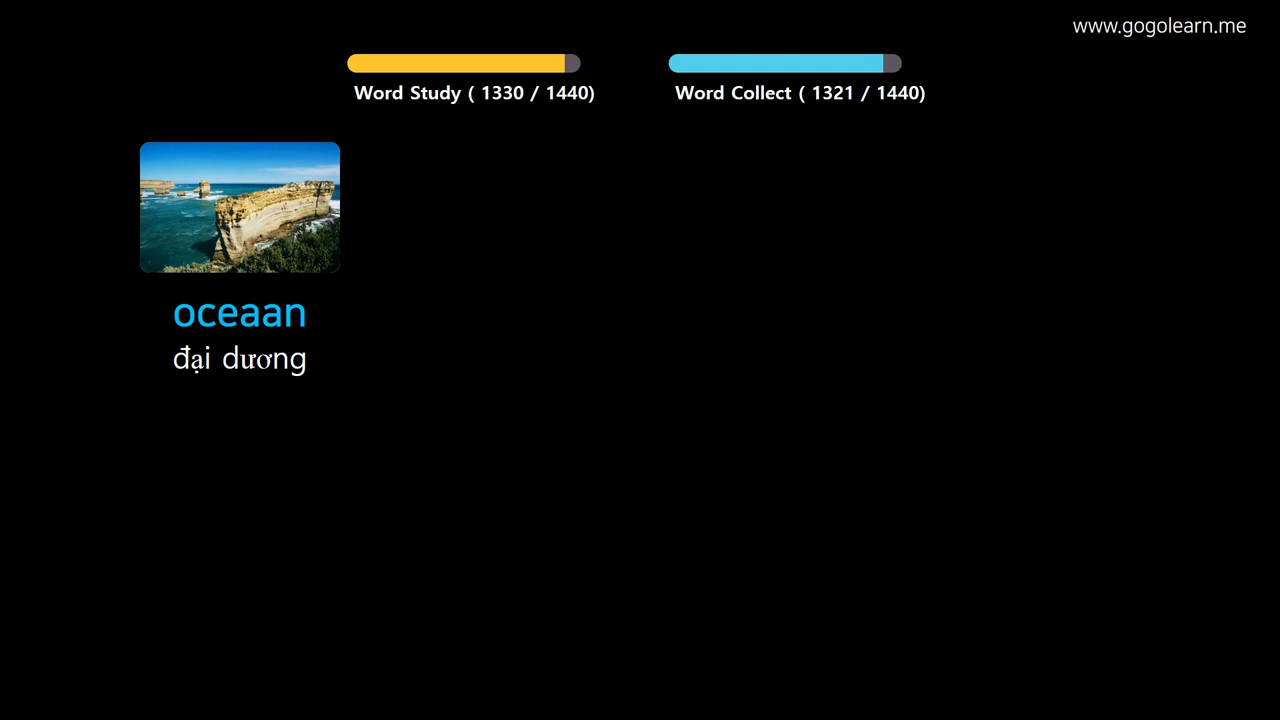 www.gogolearn.me
Word Study ( 1330 / 1440)
Word Collect ( 1321 / 1440)
oceaan
đại dương